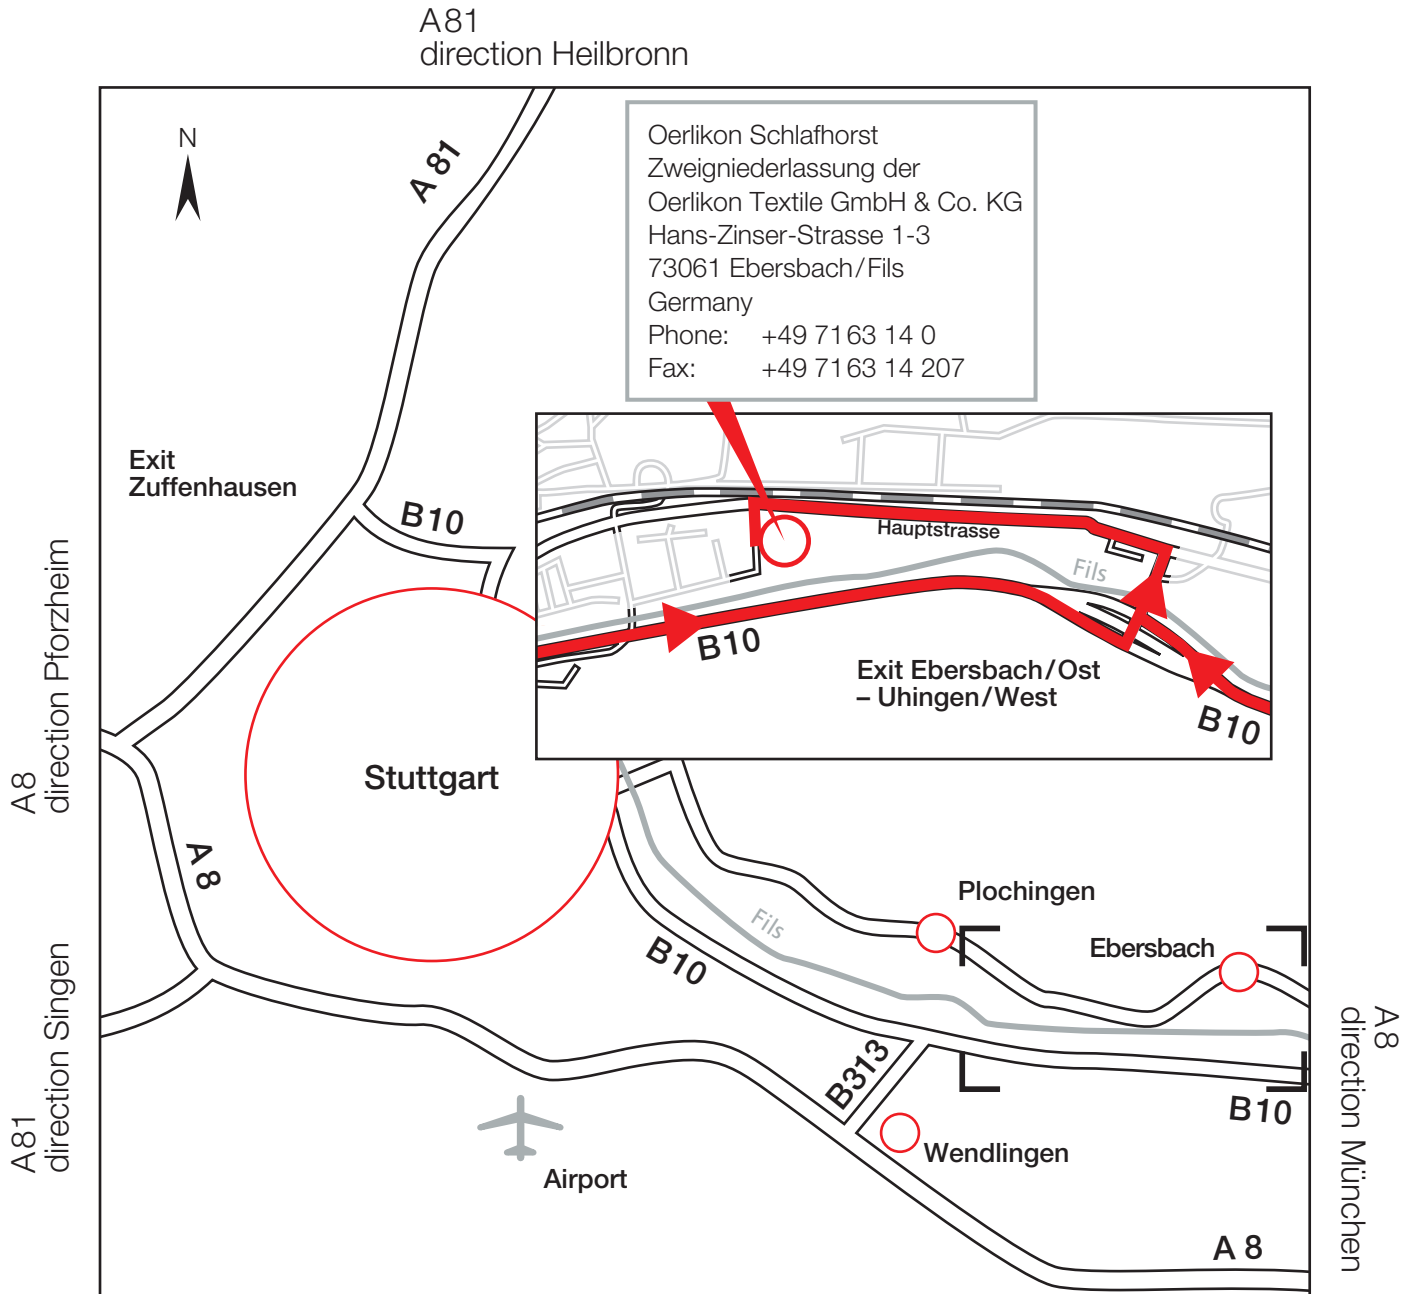 A81
direction Heilbronn
N
A 81
Oerlikon Schlafhorst
Zweigniederlassung der
Oerlikon Textile GmbH & Co. KG
Hans-Zinser-Strasse 1-3
73061 Ebersbach/Fils
Germany
Phone: +49 7163 14 0
Fax: +49 7163 14 207
Exit
Zuffenhausen
B10
Hauptstrasse
Fils
B10
Exit Ebersbach/Ost
– Uhingen/West
B10
A8
direction Pforzheim
Stuttgart
A 8
Plochingen
Fils
Ebersbach
B10
A81
direction Singen
A8
direction München
B313
B10
Wendlingen
Airport
A 8